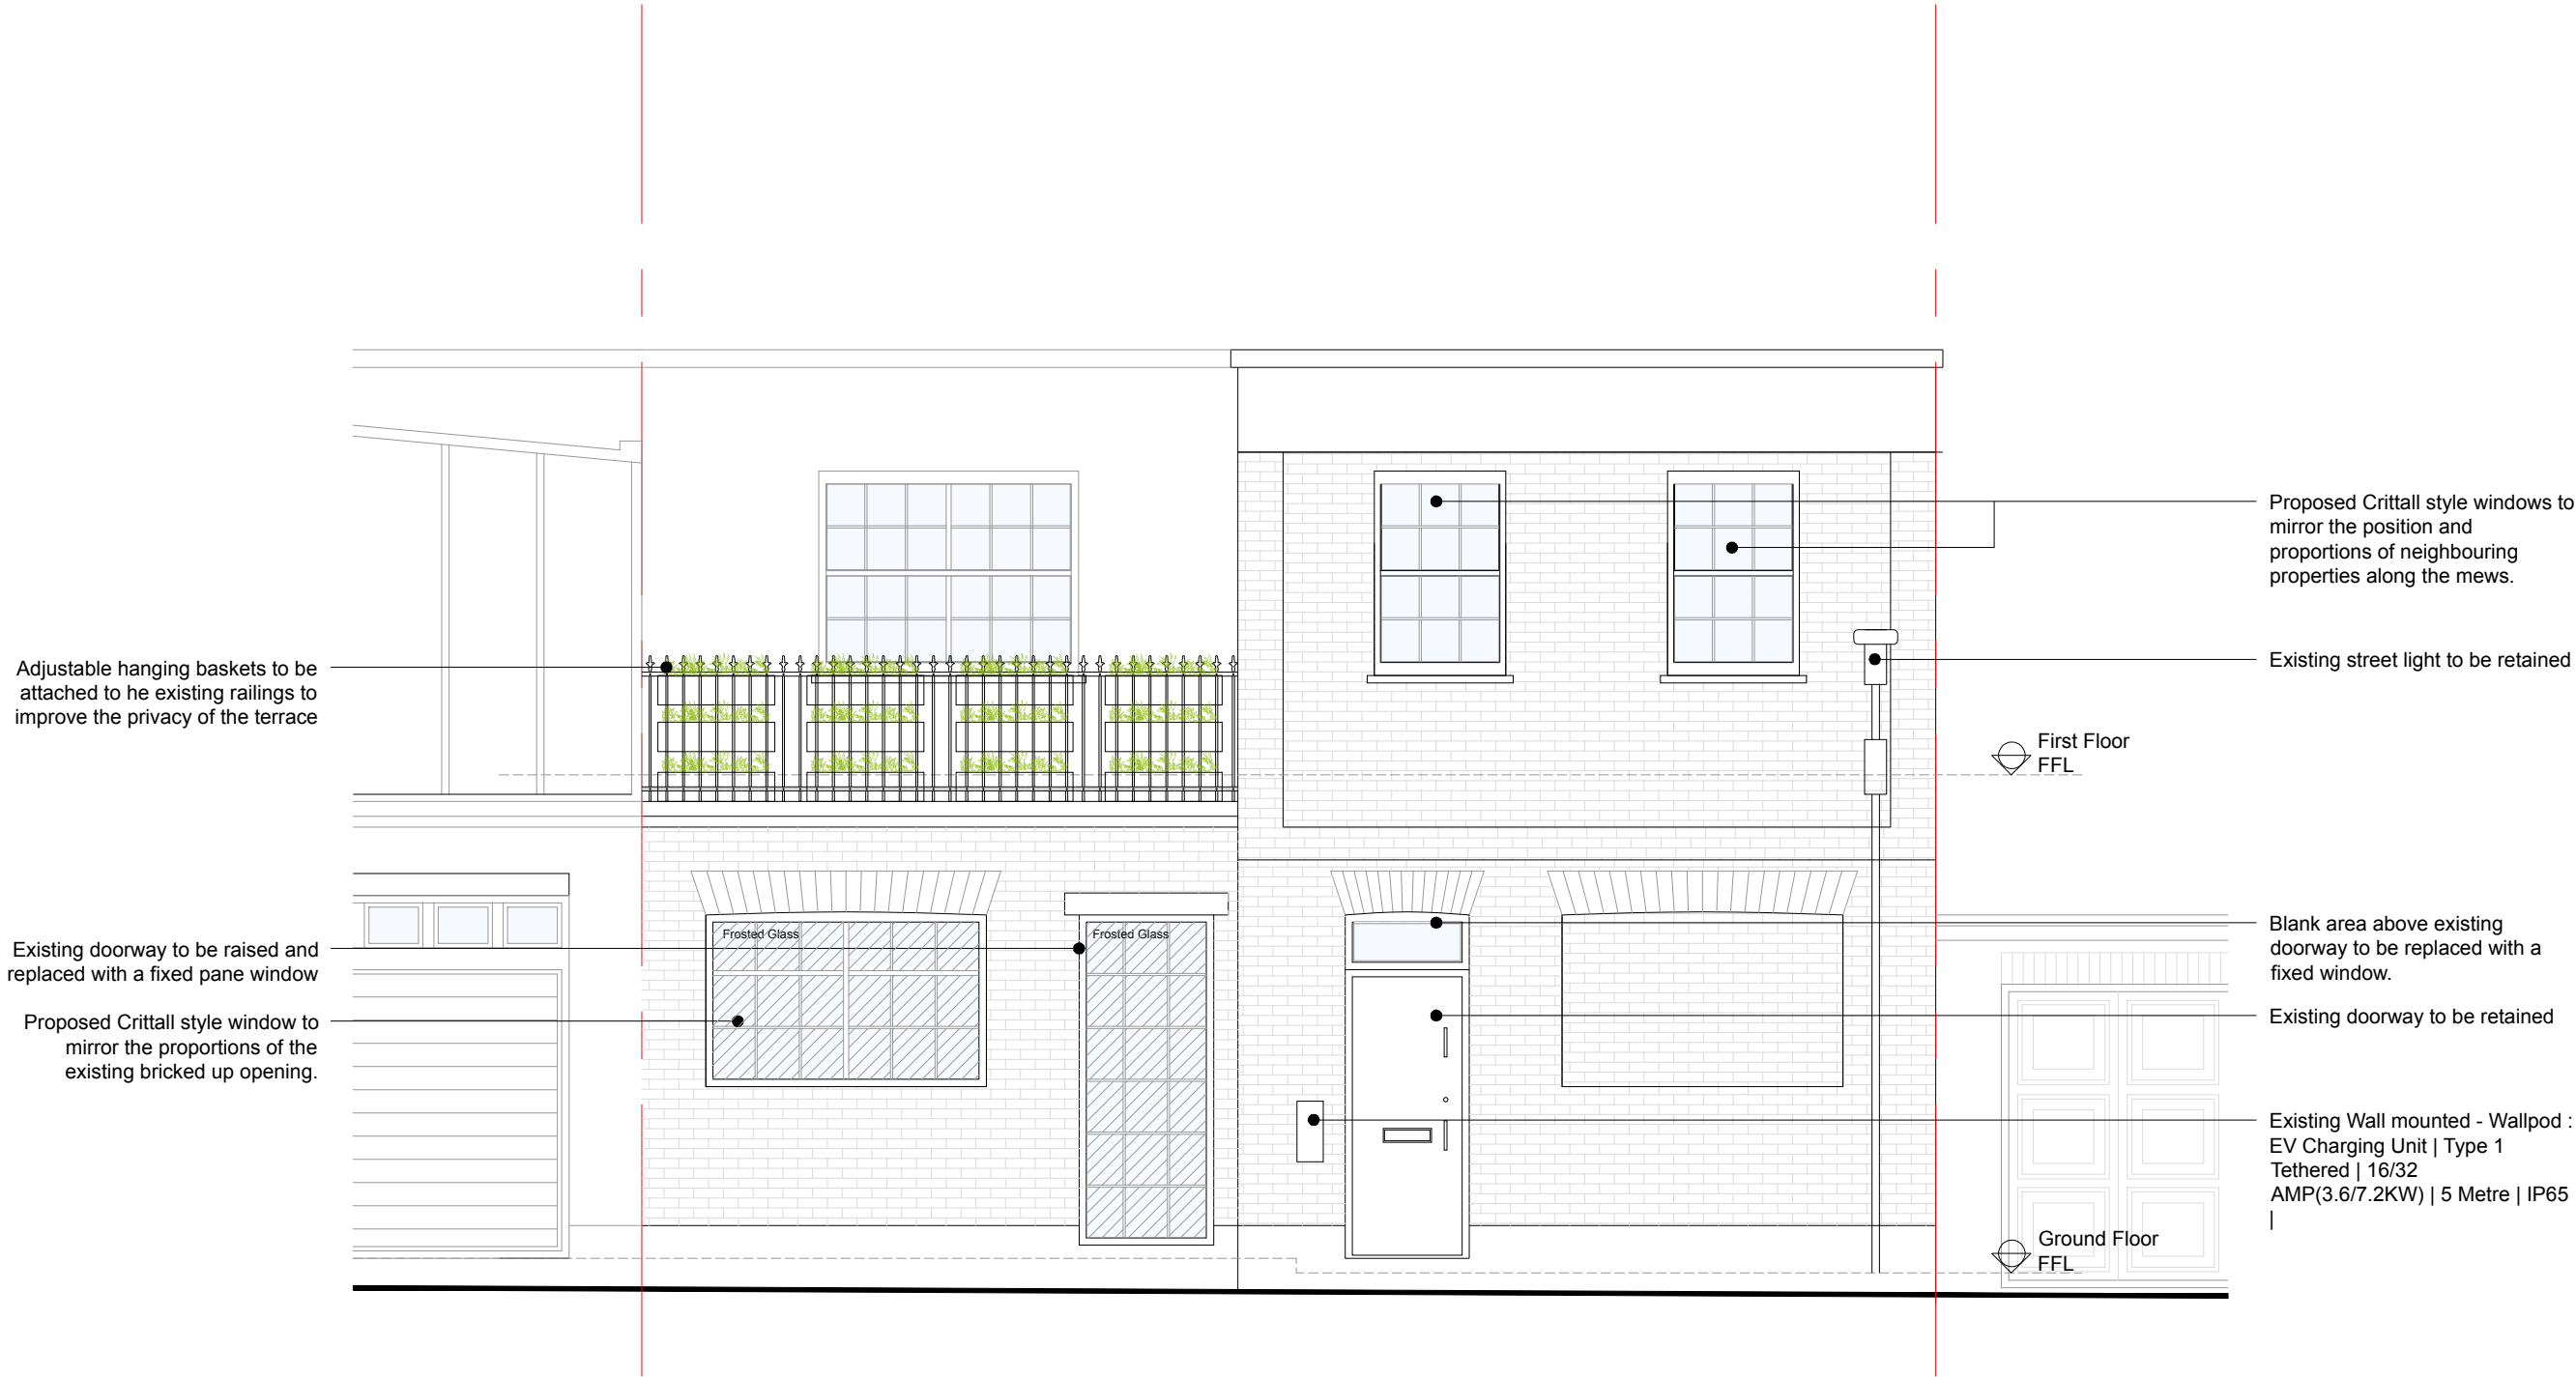 Proposed Crittall style windows to
mirror the position and
proportions of neighbouring
properties along the mews.
Adjustable hanging baskets to be
attached to he existing railings to
improve the privacy of the terrace
Existing street light to be retained
First Floor
FFL
Existing doorway to be raised and
replaced with a fixed pane window
Frosted Glass
Frosted Glass
Blank area above existing
doorway to be replaced with a
fixed window.
Proposed Crittall style window to
mirror the proportions of the
existing bricked up opening.
Existing doorway to be retained
Existing Wall mounted - Wallpod :
EV Charging Unit | Type 1
Tethered | 16/32
AMP(3.6/7.2KW) | 5 Metre | IP65
|
Ground Floor
FFL